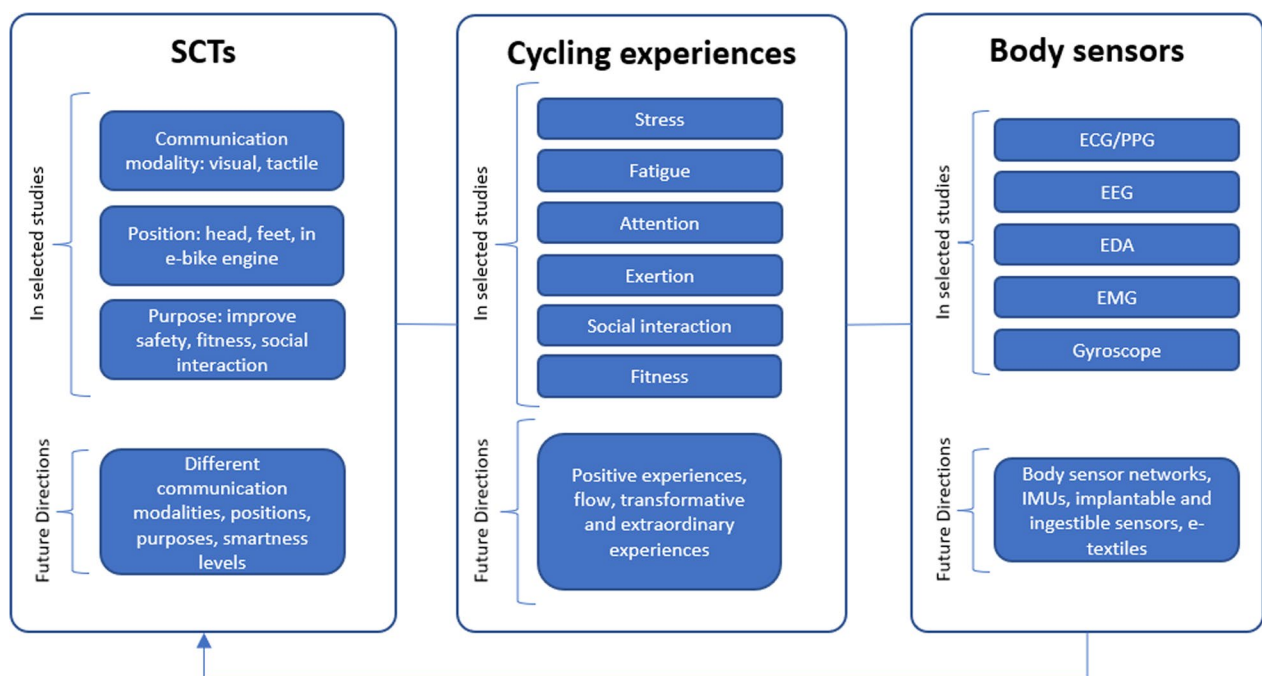 SCTs
In selected studies
Communication
modality: visual, tactile
Position: head, feet, in
e-bike engine
Purpose: improve
safety, fitness, social
interaction
Future Directions
Different
communication
modalities, positions,
purposes, smartness
levels
Cycling experiences
In selected studies
Stress
Fatigue
Attention
Exertion
Social interaction
Fitness
Future Directions
Positive experiences,
flow, transformative
and extraordinary
experiences
Body sensors
In selected studies
ECG/PPG
EEG
EDA
EMG
Gyroscope
Future Directions
Body sensor networks,
IMUs, implantable and
ingestible sensors, e-
textiles